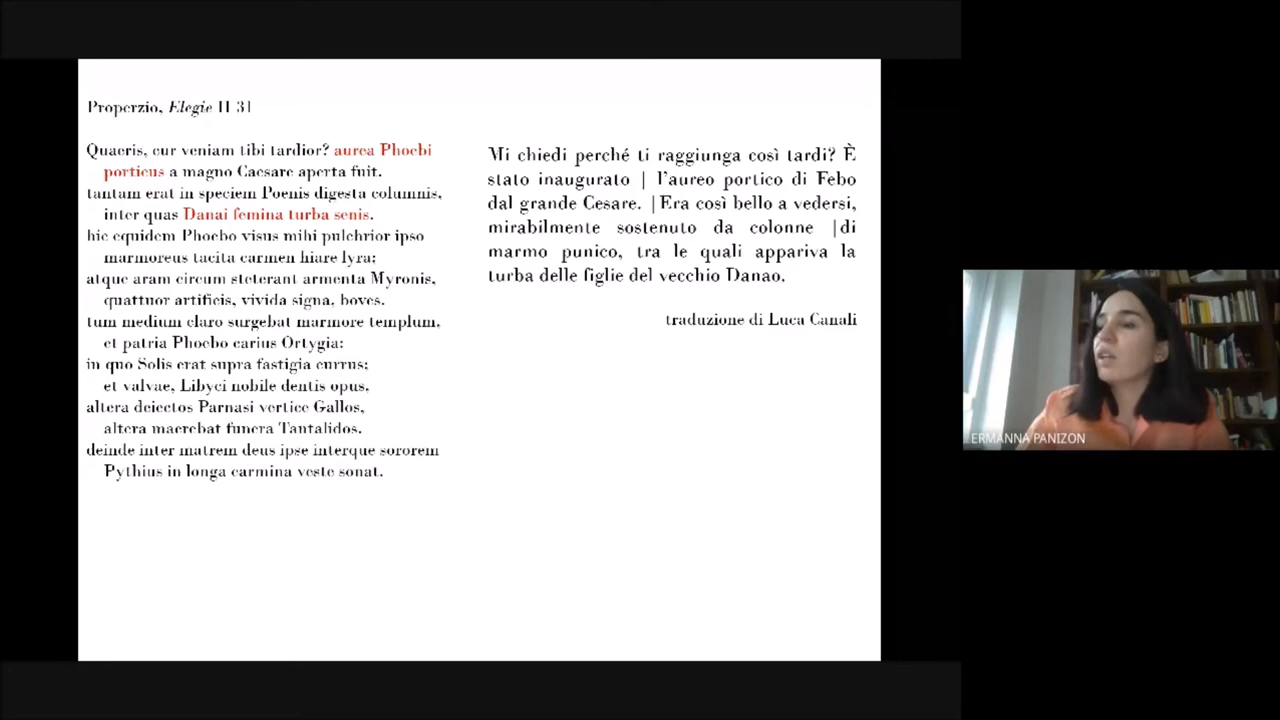 Properzio, Elegie II 31
Quaeris, cur veniam tibi tardior? aurea Phoebi
porticus a magno Caesare aperta fuit.
tantam erat in speciem Poenis digesta columnis,
inter quas Danai femina turba senis.
hic equidem Phoebo visus mihi pulchrior ipso
marmoreus tacita carmen hiare lyra;
atque aram circum steterant armenta Myronis,
quattuor artificis, vivida signa, boves.
tum medium claro surgebat marmore templum,
et patria Phoebo carius Ortygia:
in quo Solis erat supra fastigia currus;
et valvae, Libyci nobile dentis opus,
altera deiectos Parnasi vertice Gallos,
altera maerebat funera Tantalidos.
deinde inter matrem deus ipse interque sororem
Pythius in longa carmina veste sonat.
Mi chiedi perché ti raggiunga così tardi? È
stato inaugurato | l'aureo portico di Febo
dal grande Cesare. |Era così bello a vedersi,
mirabilmente sostenuto da colonne |di
marmo punico, tra le quali appariva la
turba delle figlie del vecchio Danao.
traduzione di Luca Canali
ERMANNA PANIZON